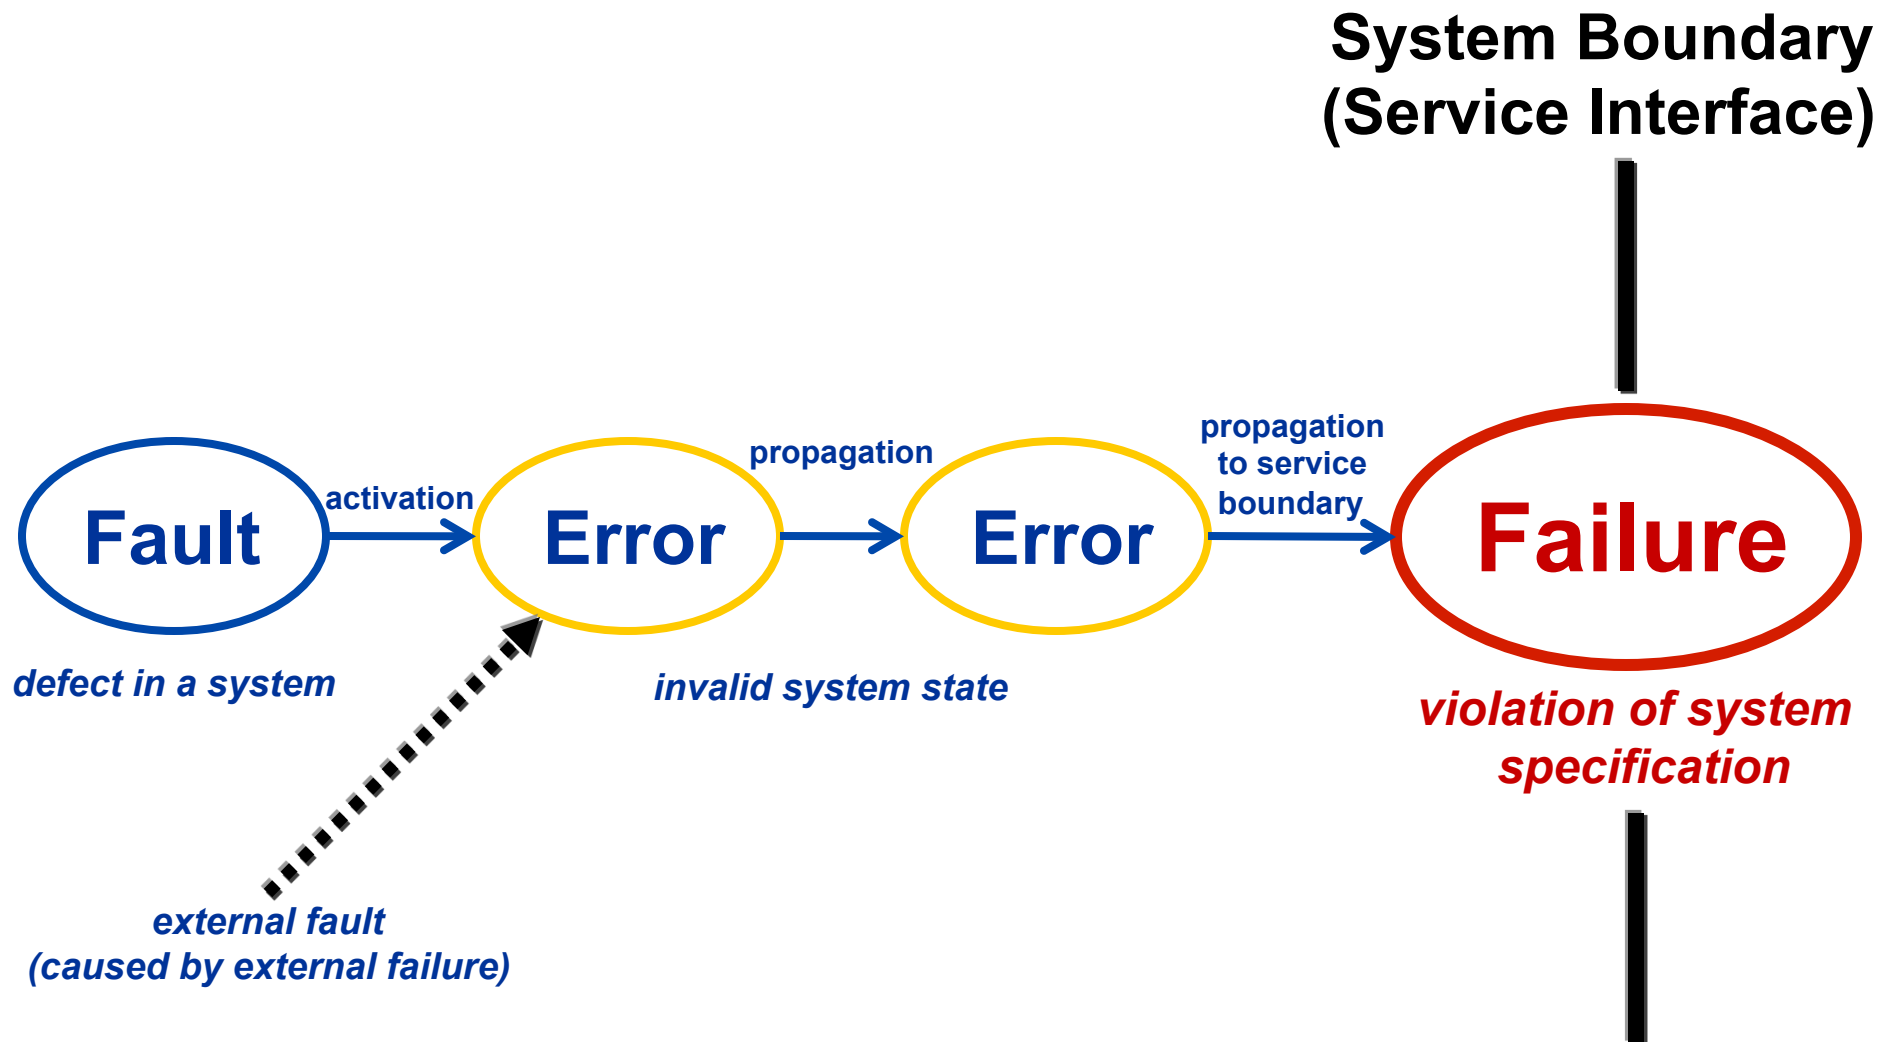 System Boundary
(Service Interface)
Fault
activation
Error
propagation
Error
propagation
to service
boundary
Failure
defect in a system
invalid system state
violation of system
specification
external fault
(caused by external failure)